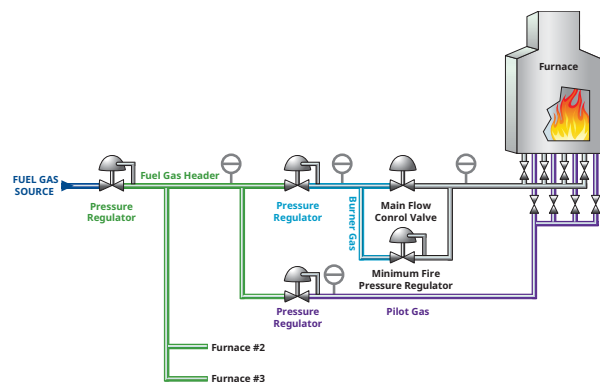 Furnace
Fuel Gas Header
FUEL GAS
SOURCE
Pressure
Regulator
Pressure
Regulator
Burner Gas
Main Flow
Conrol Valve
Minimum Fire
Pressure Regulator
Pressure
Regulator
Pilot Gas
Furnace #2
Furnace #3